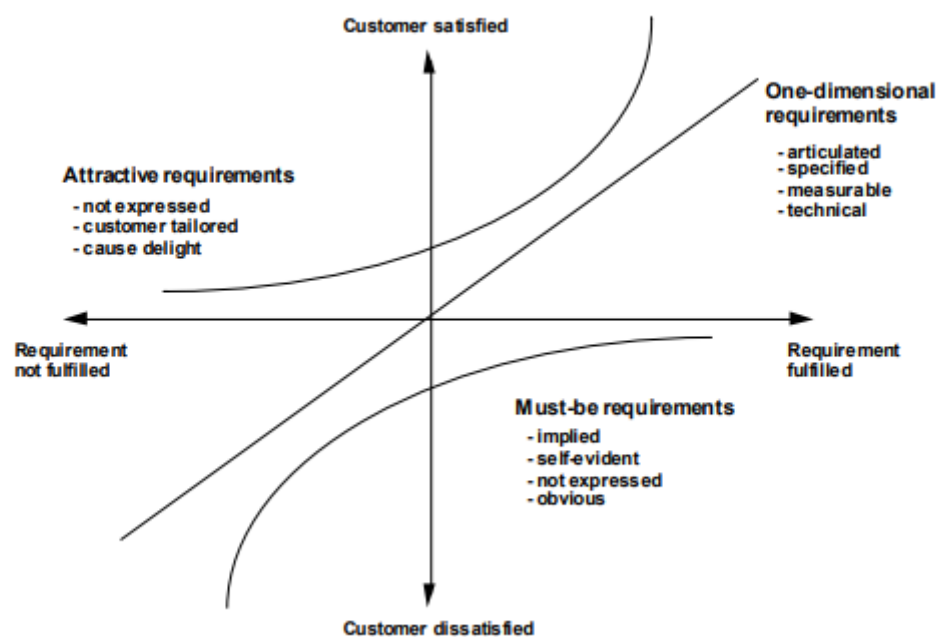 Customer satisfied
One-dimensional
requirements
- articulated
- specified
- measurable
- technical
Attractive requirements
- not expressed
- customer tailored
- cause delight
Requirement
not fulfilled
Requirement
fulfilled
Must-be requirements
- implied
- self-evident
- not expressed
- obvious
Customer dissatisfied